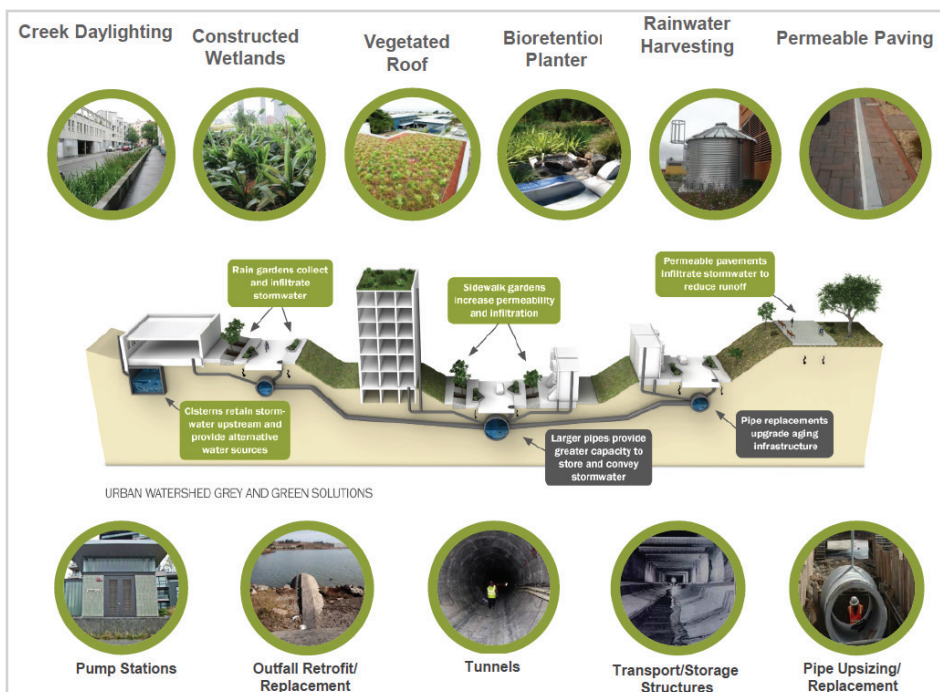 Creek Daylighting
Constructed
Wetlands
Vegetated
Roof
Bioretention
Planter
Rainwater
Harvesting
Permeable Paving
Rain gardens collect
and infiltrate
stormwater
Sidewalk gardens
increase permeability
and infiltration
Permeable pavements
infiltrate stormwater to
reduce runoff
Cisterns retain storm-
water upstream and
provide alternative
water sources
Larger pipes provide
greater capacity to
store and convey
stormwater
Pipe replacements
upgrade aging
infrastructure
URBAN WATERSHED GREY AND GREEN SOLUTIONS
Pump Stations
Outfall Retrofit/
Replacement
Tunnels
Transport/Storage
Structures
Pipe Upsizing/
Replacement